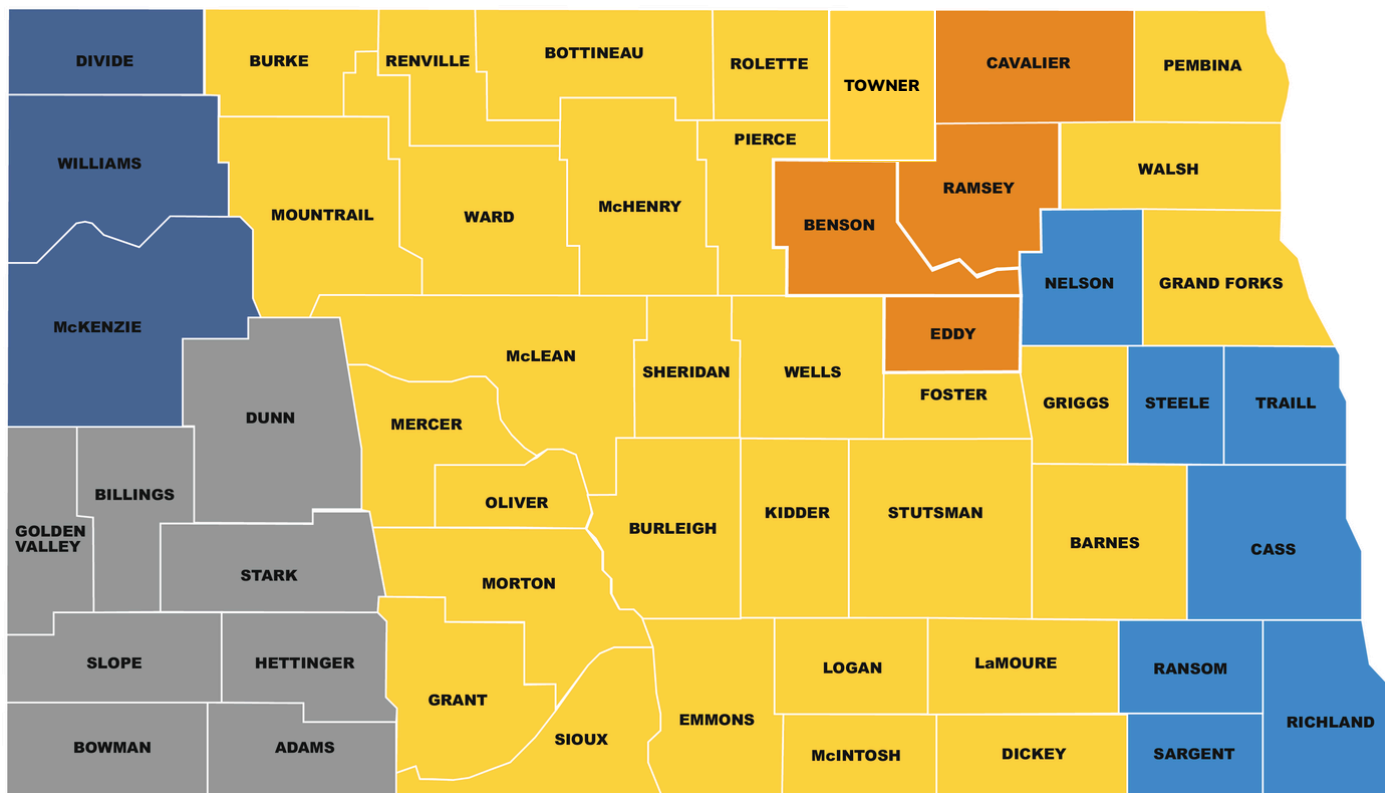 DIVIDE
BURKE
RENVILLE
BOTTINEAU
ROLETTE
TOWNER
CAVALIER
PEMBINA
WILLIAMS
MOUNTRAIL
WARD
McHENRY
PIERCE
BENSON
RAMSEY
WALSH
NELSON
GRAND FORKS
McKENZIE
DUNN
McLEAN
SHERIDAN
WELLS
EDDY
FOSTER
GRIGGS
STEELE
TRAILL
MERCER
OLIVER
GOLDEN
VALLEY
BILLINGS
STARK
MORTON
BURLEIGH
KIDDER
STUTSMAN
BARNES
CASS
SLOPE
HETTINGER
GRANT
SIOUX
EMMONS
LOGAN
LaMOURE
RANSOM
RICHLAND
BOWMAN
ADAMS
McINTOSH
DICKEY
SARGENT